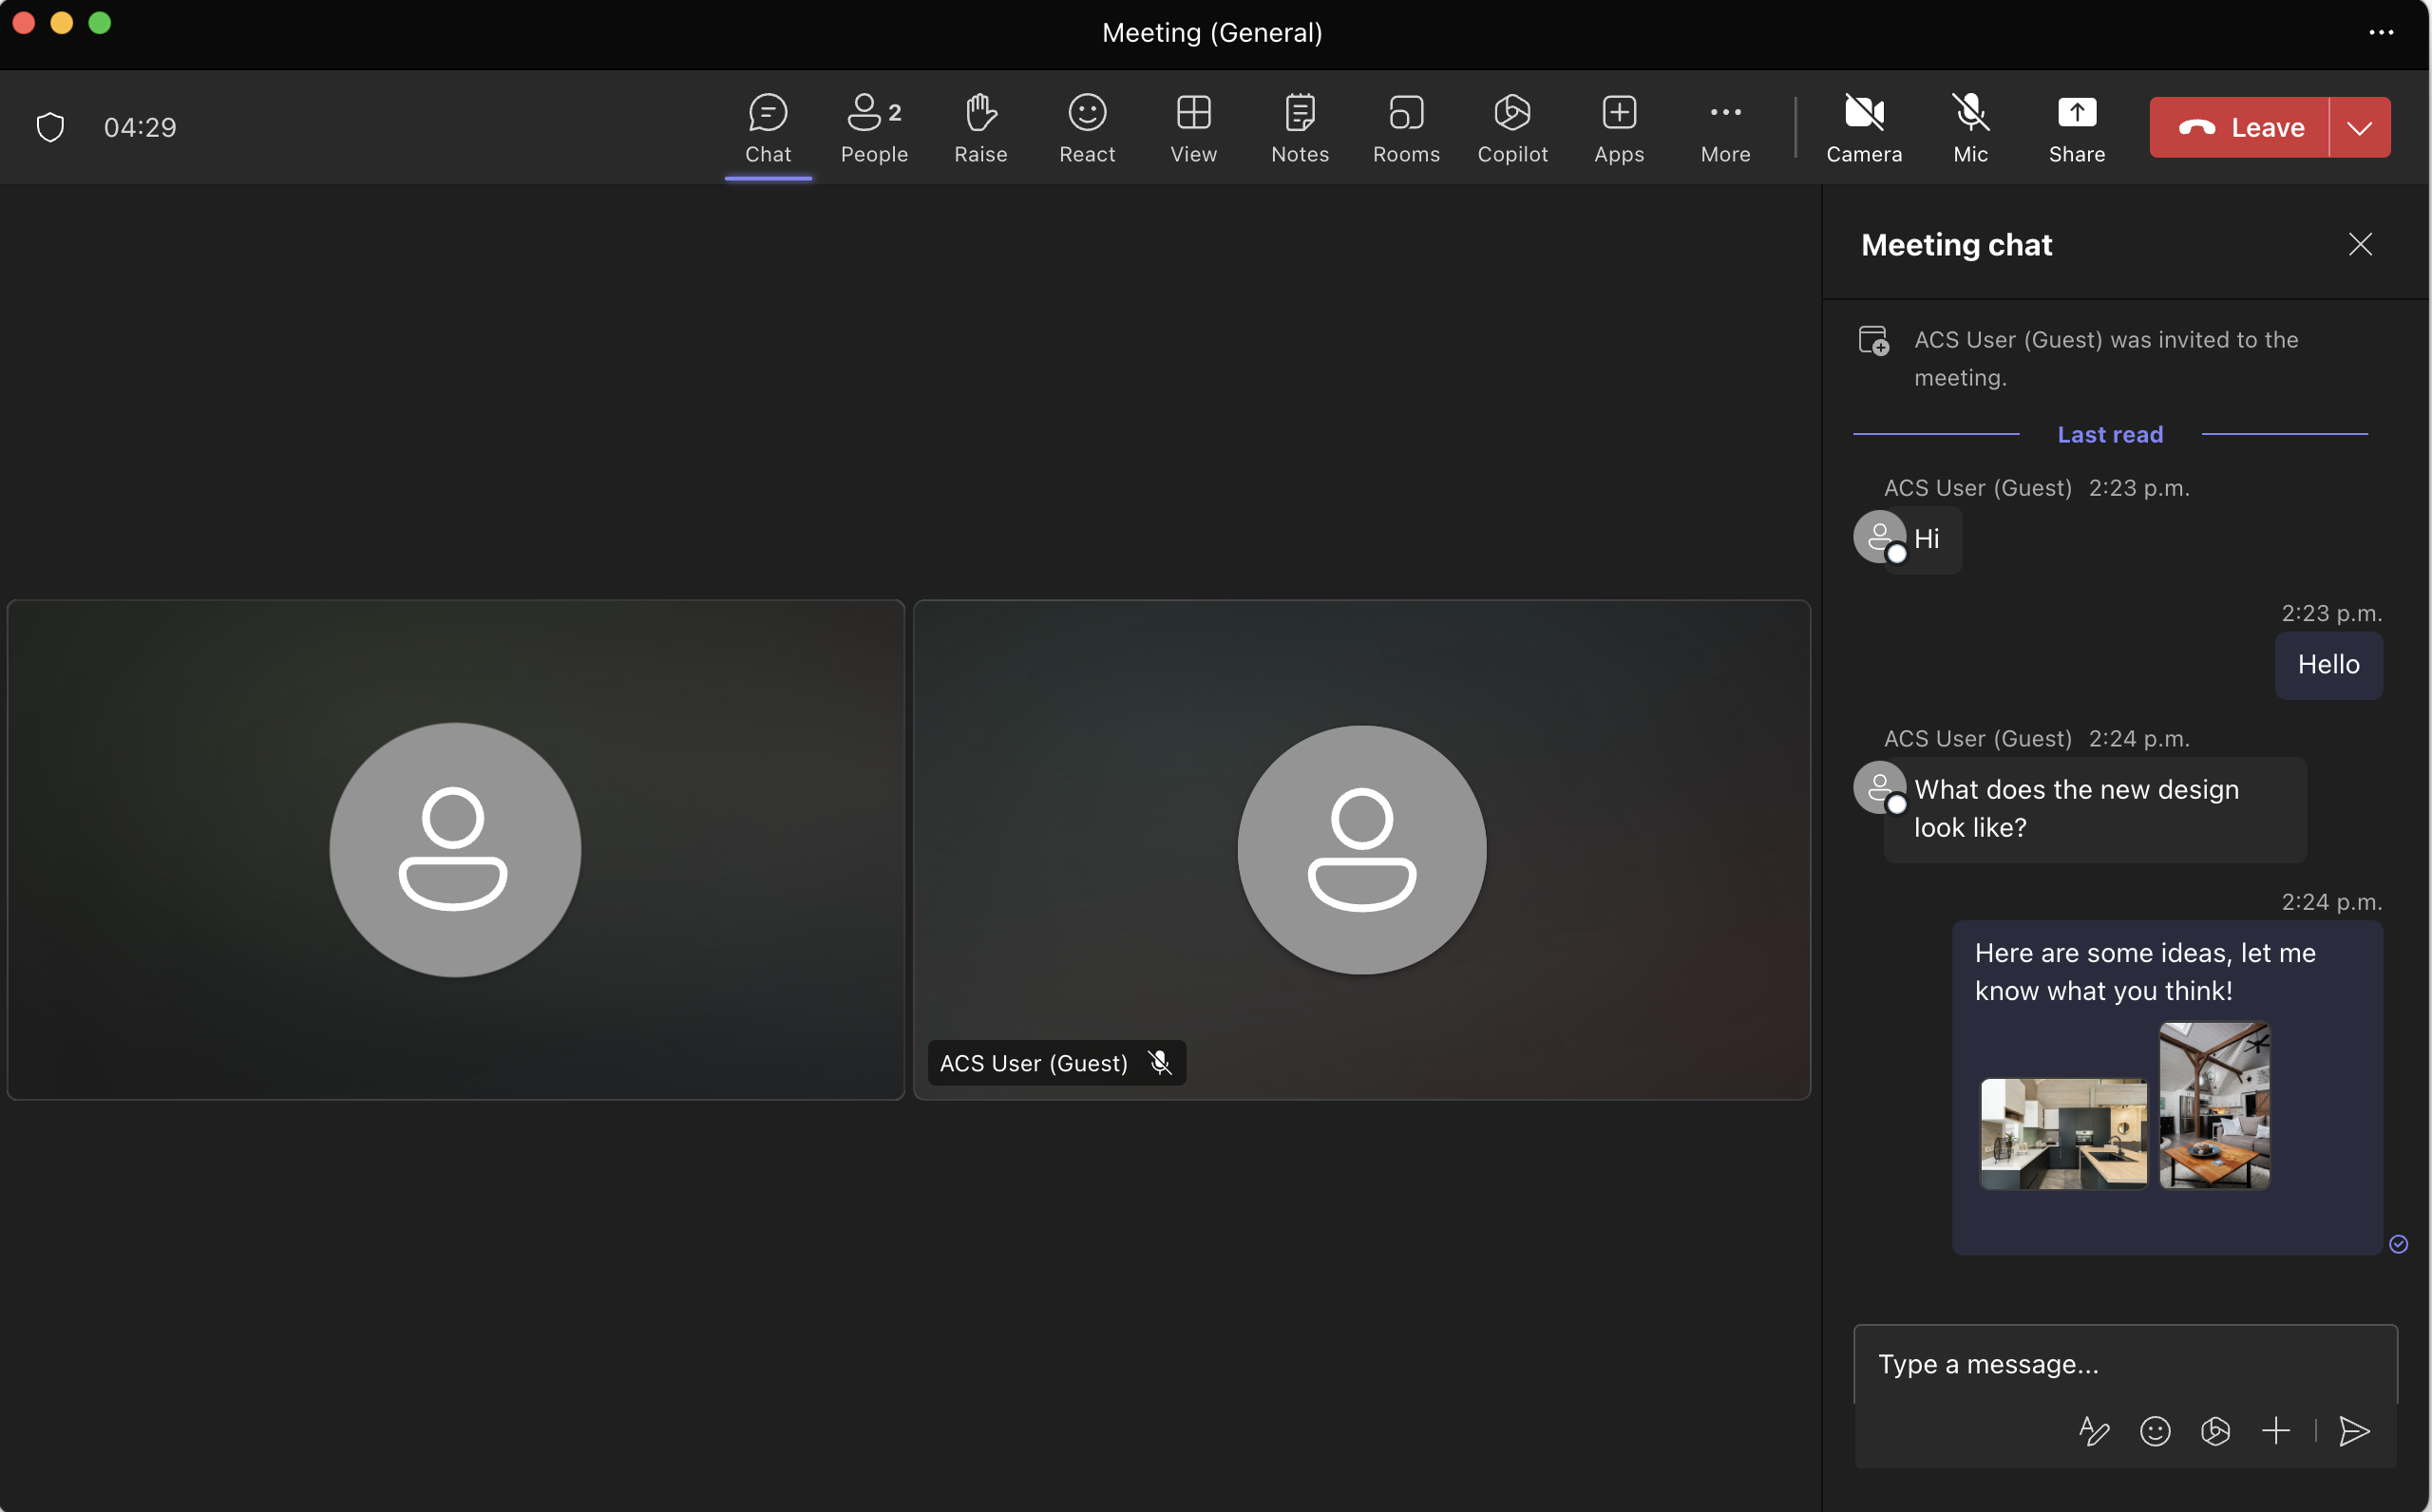 Meeting (General)
04:29
Chat
People
2
Raise
React
View
Notes
Rooms
Copilot
Apps
More
Camera
Mic
Share
Leave
ACS User (Guest)
Meeting chat
ACS User (Guest) was invited to the
meeting.
Last read
ACS User (Guest) 2:23 p.m.
Hi
2:23 p.m.
Hello
ACS User (Guest) 2:24 p.m.
What does the new design
look like?
2:24 p.m.
Here are some ideas, let me
know what you think!
Type a message...